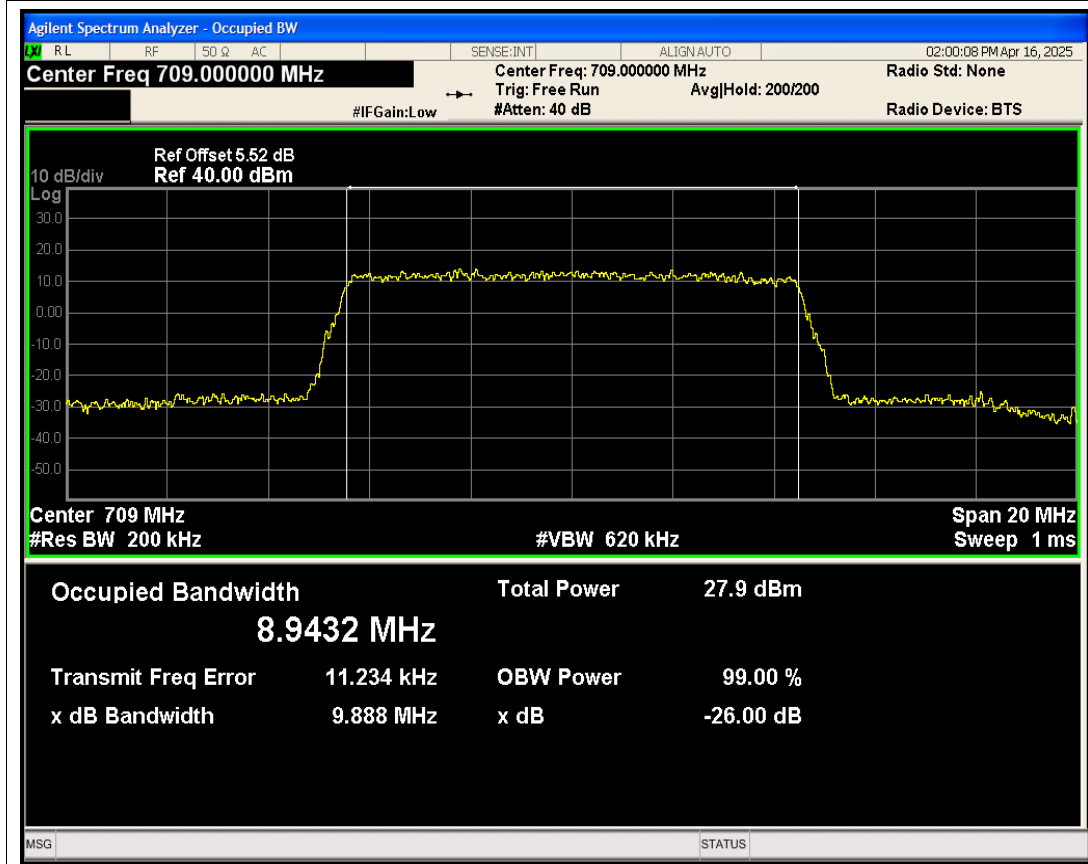 Agilent Spectrum Analyzer - Occupied BW
LXI RL RF 50 Ω AC SENSE:INT ALIGN AUTO 02:00:08 PM Apr 16, 2025
Center Freq 709.000000 MHz Center Freq: 709.000000 MHz Radio Std: None
Trig: Free Run Avg|Hold: 200/200
#IFGain:Low #Atten: 40 dB Radio Device: BTS
Ref Offset 5.52 dB
10 dB/div Ref 40.00 dBm
Log
30.0
20.0
10.0
0.00
-10.0
-20.0
-30.0
-40.0
-50.0
Center 709 MHz Span 20 MHz
#Res BW 200 kHz #VBW 620 kHz Sweep 1 ms
Occupied Bandwidth Total Power 27.9 dBm
8.9432 MHz
Transmit Freq Error 11.234 kHz OBW Power 99.00 %
x dB Bandwidth 9.888 MHz x dB -26.00 dB
MSG STATUS